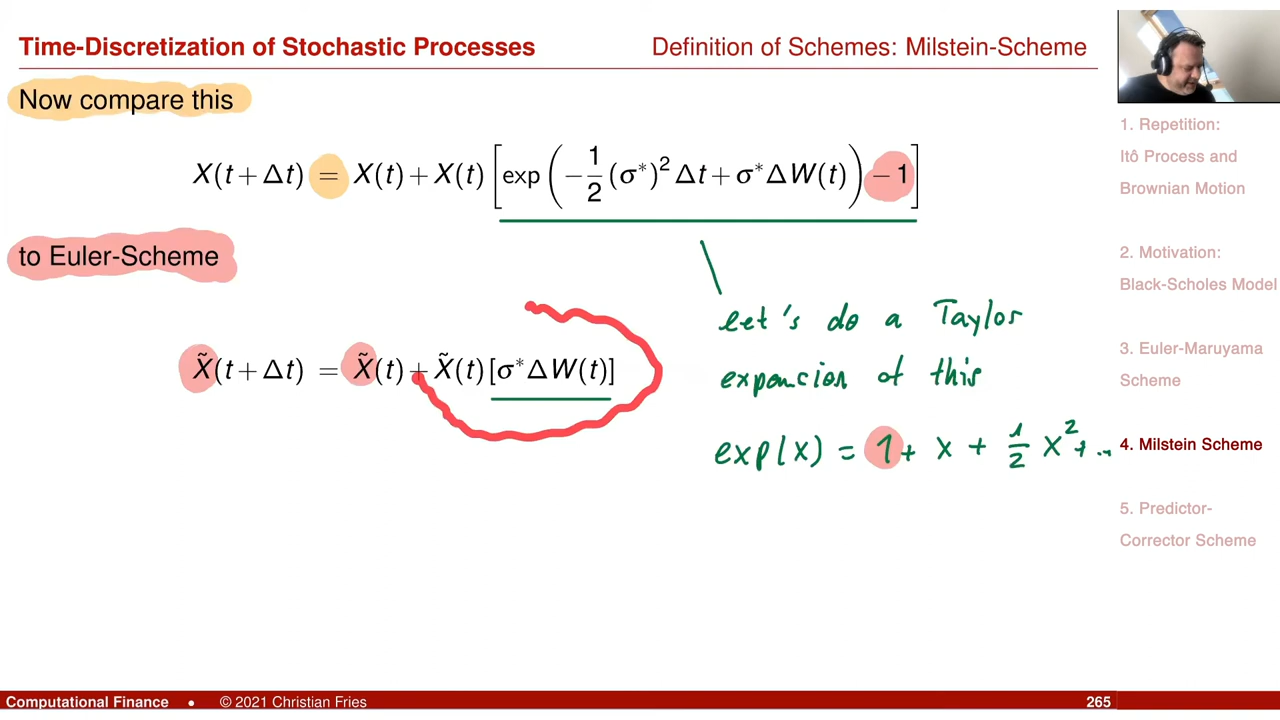 Time-Discretization of Stochastic Processes
Definition of Schemes: Milstein-Scheme
Now compare this
X(t + Δt) = X(t) + X(t) [exp(−1/2 (σ*)² Δt + σ* ΔW(t)) − 1]
to Euler-Scheme
X̃(t + Δt) = X̃(t) + X̃(t) [σ* ΔW(t)]
Let's do a Taylor
expancion of this
exp(x) = 1 + x + 1/2 x² + ..
1. Repetition:
Itô Process and
Brownian Motion
2. Motivation:
Black-Scholes Model
3. Euler-Maruyama
Scheme
4. Milstein Scheme
5. Predictor-
Corrector Scheme
Computational Finance • © 2021 Christian Fries
265